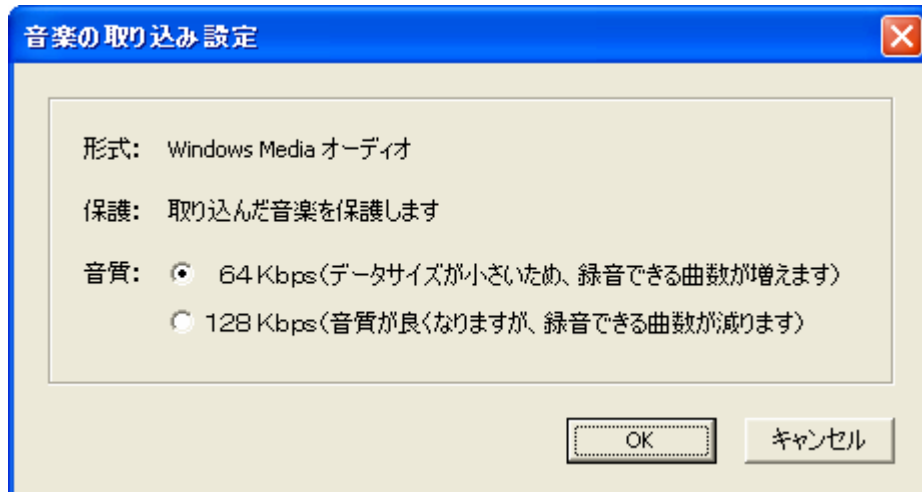 音楽の取り込み設定
形式： Windows Media オーディオ
保護： 取り込んだ音楽を保護します
音質： 64 Kbps（データサイズが小さいため、録音できる曲数が増えます）
128 Kbps（音質が良くなりますが、録音できる曲数が減ります）
OK キャンセル